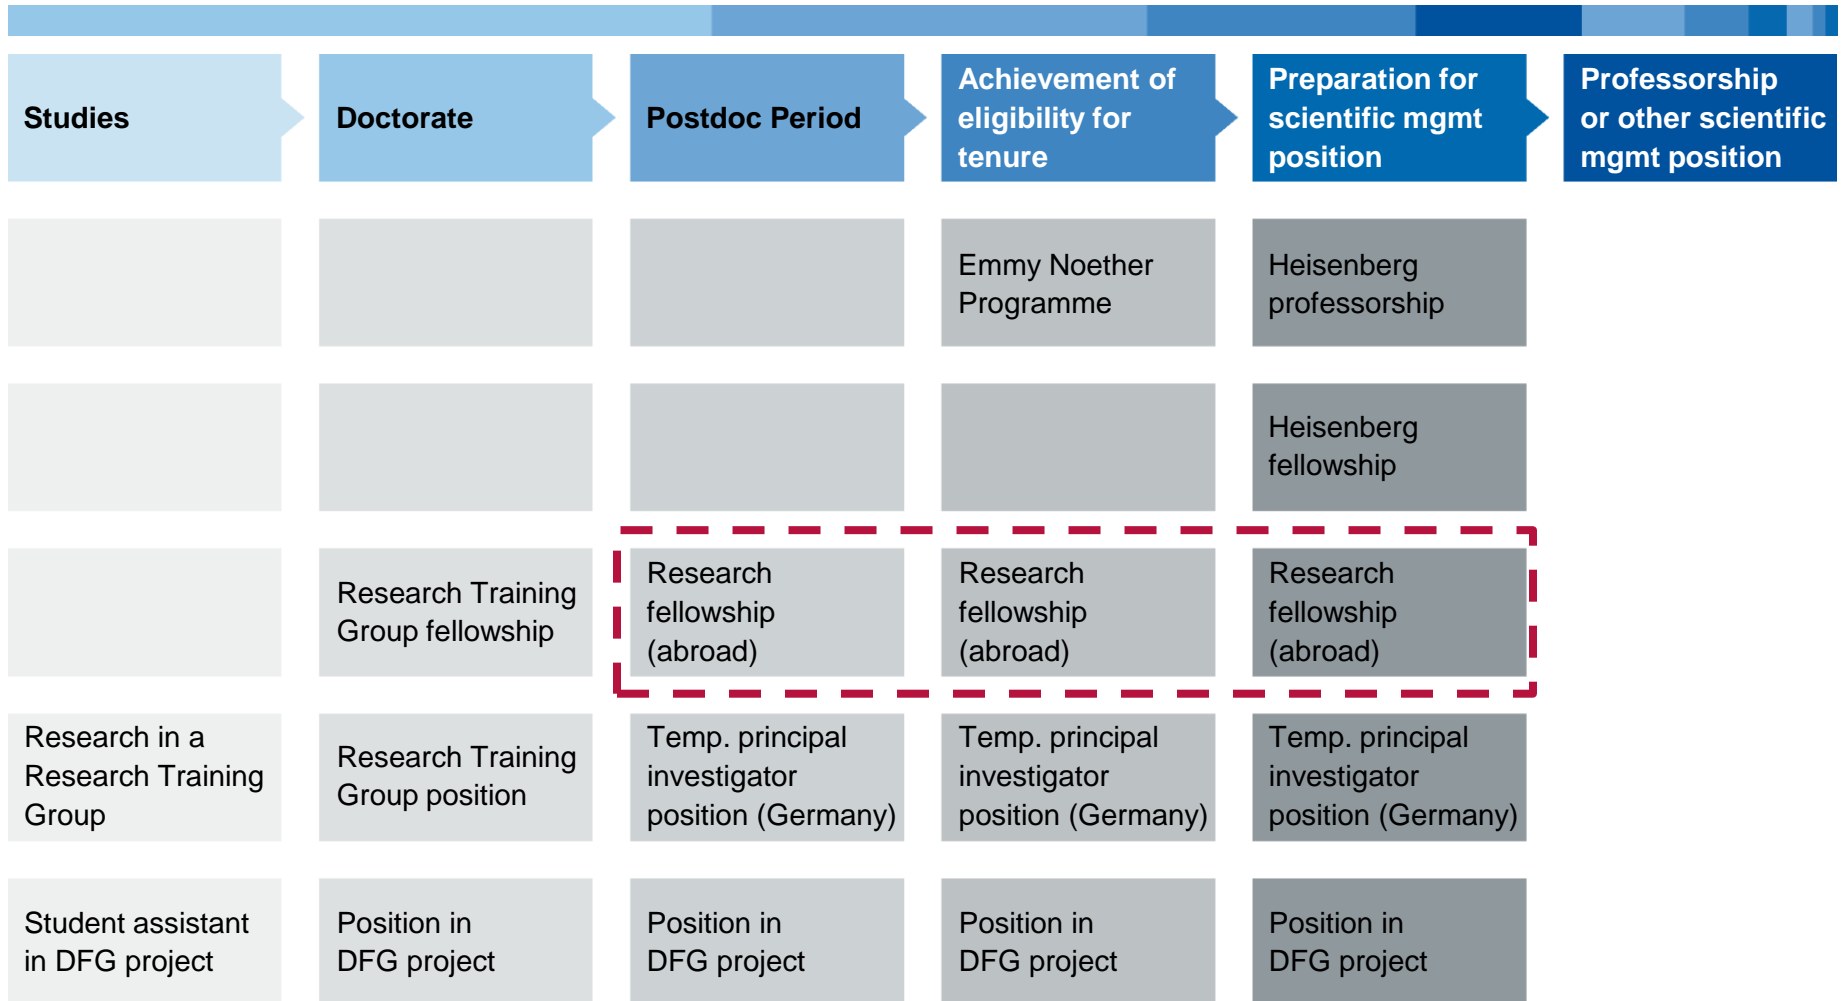 Studies
Doctorate
Postdoc Period
Achievement of
eligibility for
tenure
Preparation for
scientific mgmt
position
Professorship
or other scientific
mgmt position
Emmy Noether
Programme
Heisenberg
professorship
Heisenberg
fellowship
Research Training
Group fellowship
Research
fellowship
(abroad)
Research
fellowship
(abroad)
Research
fellowship
(abroad)
Research in a
Research Training
Group
Research Training
Group position
Temp. principal
investigator
position (Germany)
Temp. principal
investigator
position (Germany)
Temp. principal
investigator
position (Germany)
Student assistant
in DFG project
Position in
DFG project
Position in
DFG project
Position in
DFG project
Position in
DFG project